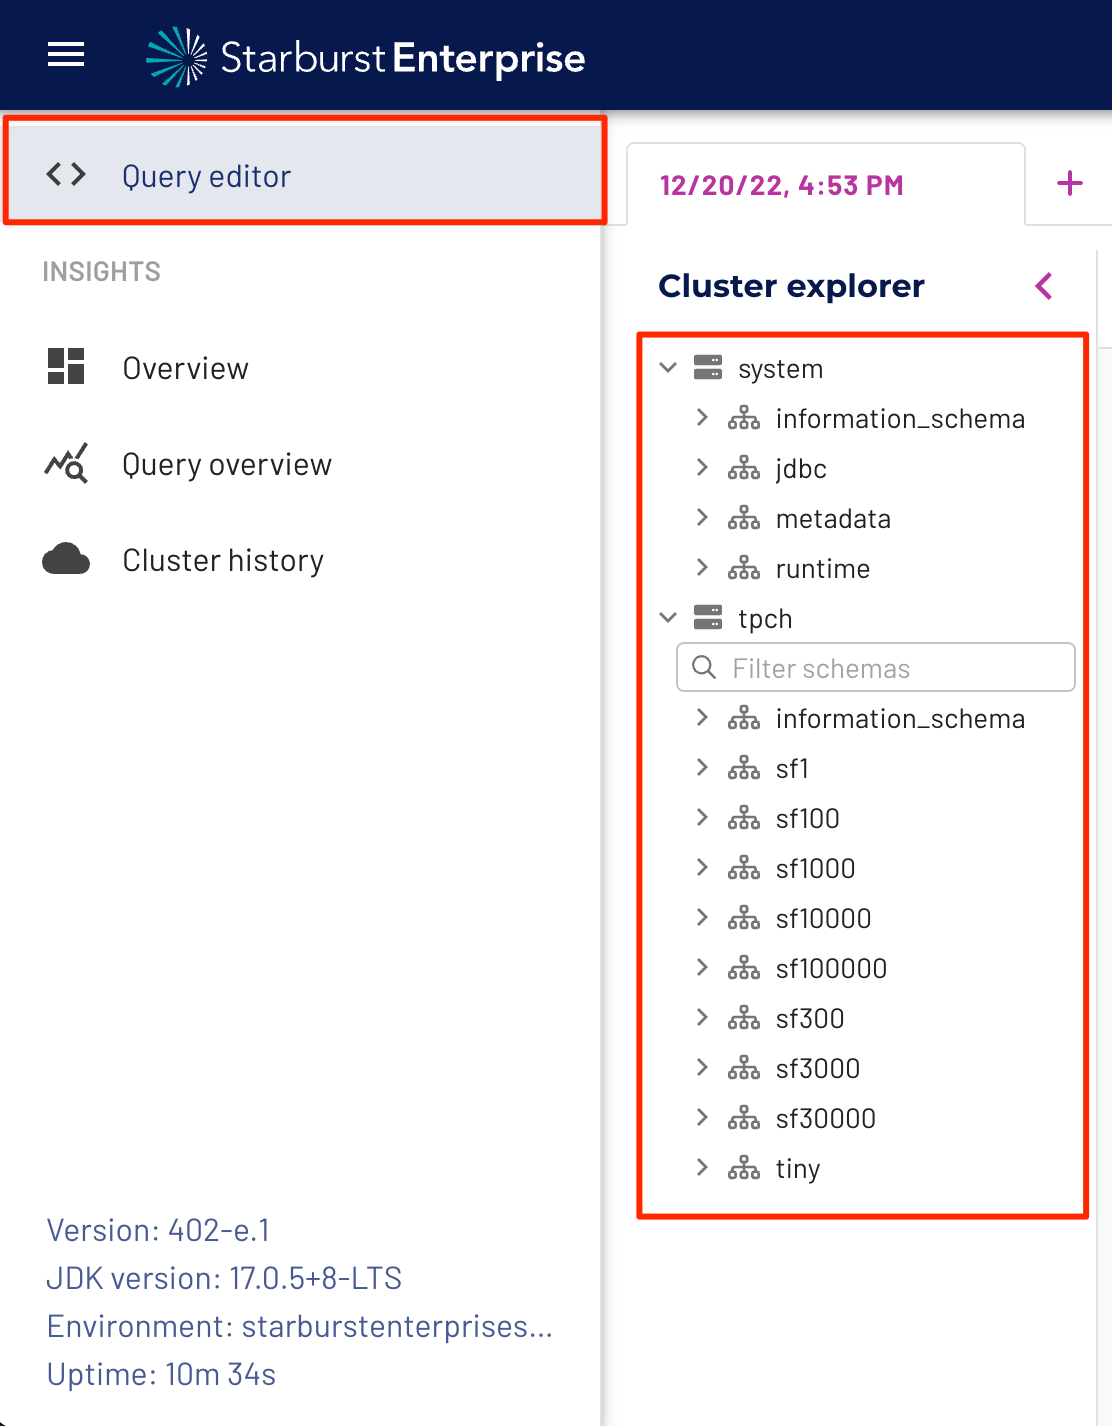 Starburst Enterprise
Query editor
INSIGHTS
Overview
Query overview
Cluster history
Version: 402-e.1
JDK version: 17.0.5+8-LTS
Environment: starburstenterprises...
Uptime: 10m 34s
12/20/22, 4:53 PM
+
Cluster explorer
system
information_schema
jdbc
metadata
runtime
tpch
Filter schemas
information_schema
sf1
sf100
sf1000
sf10000
sf100000
sf300
sf3000
sf30000
tiny